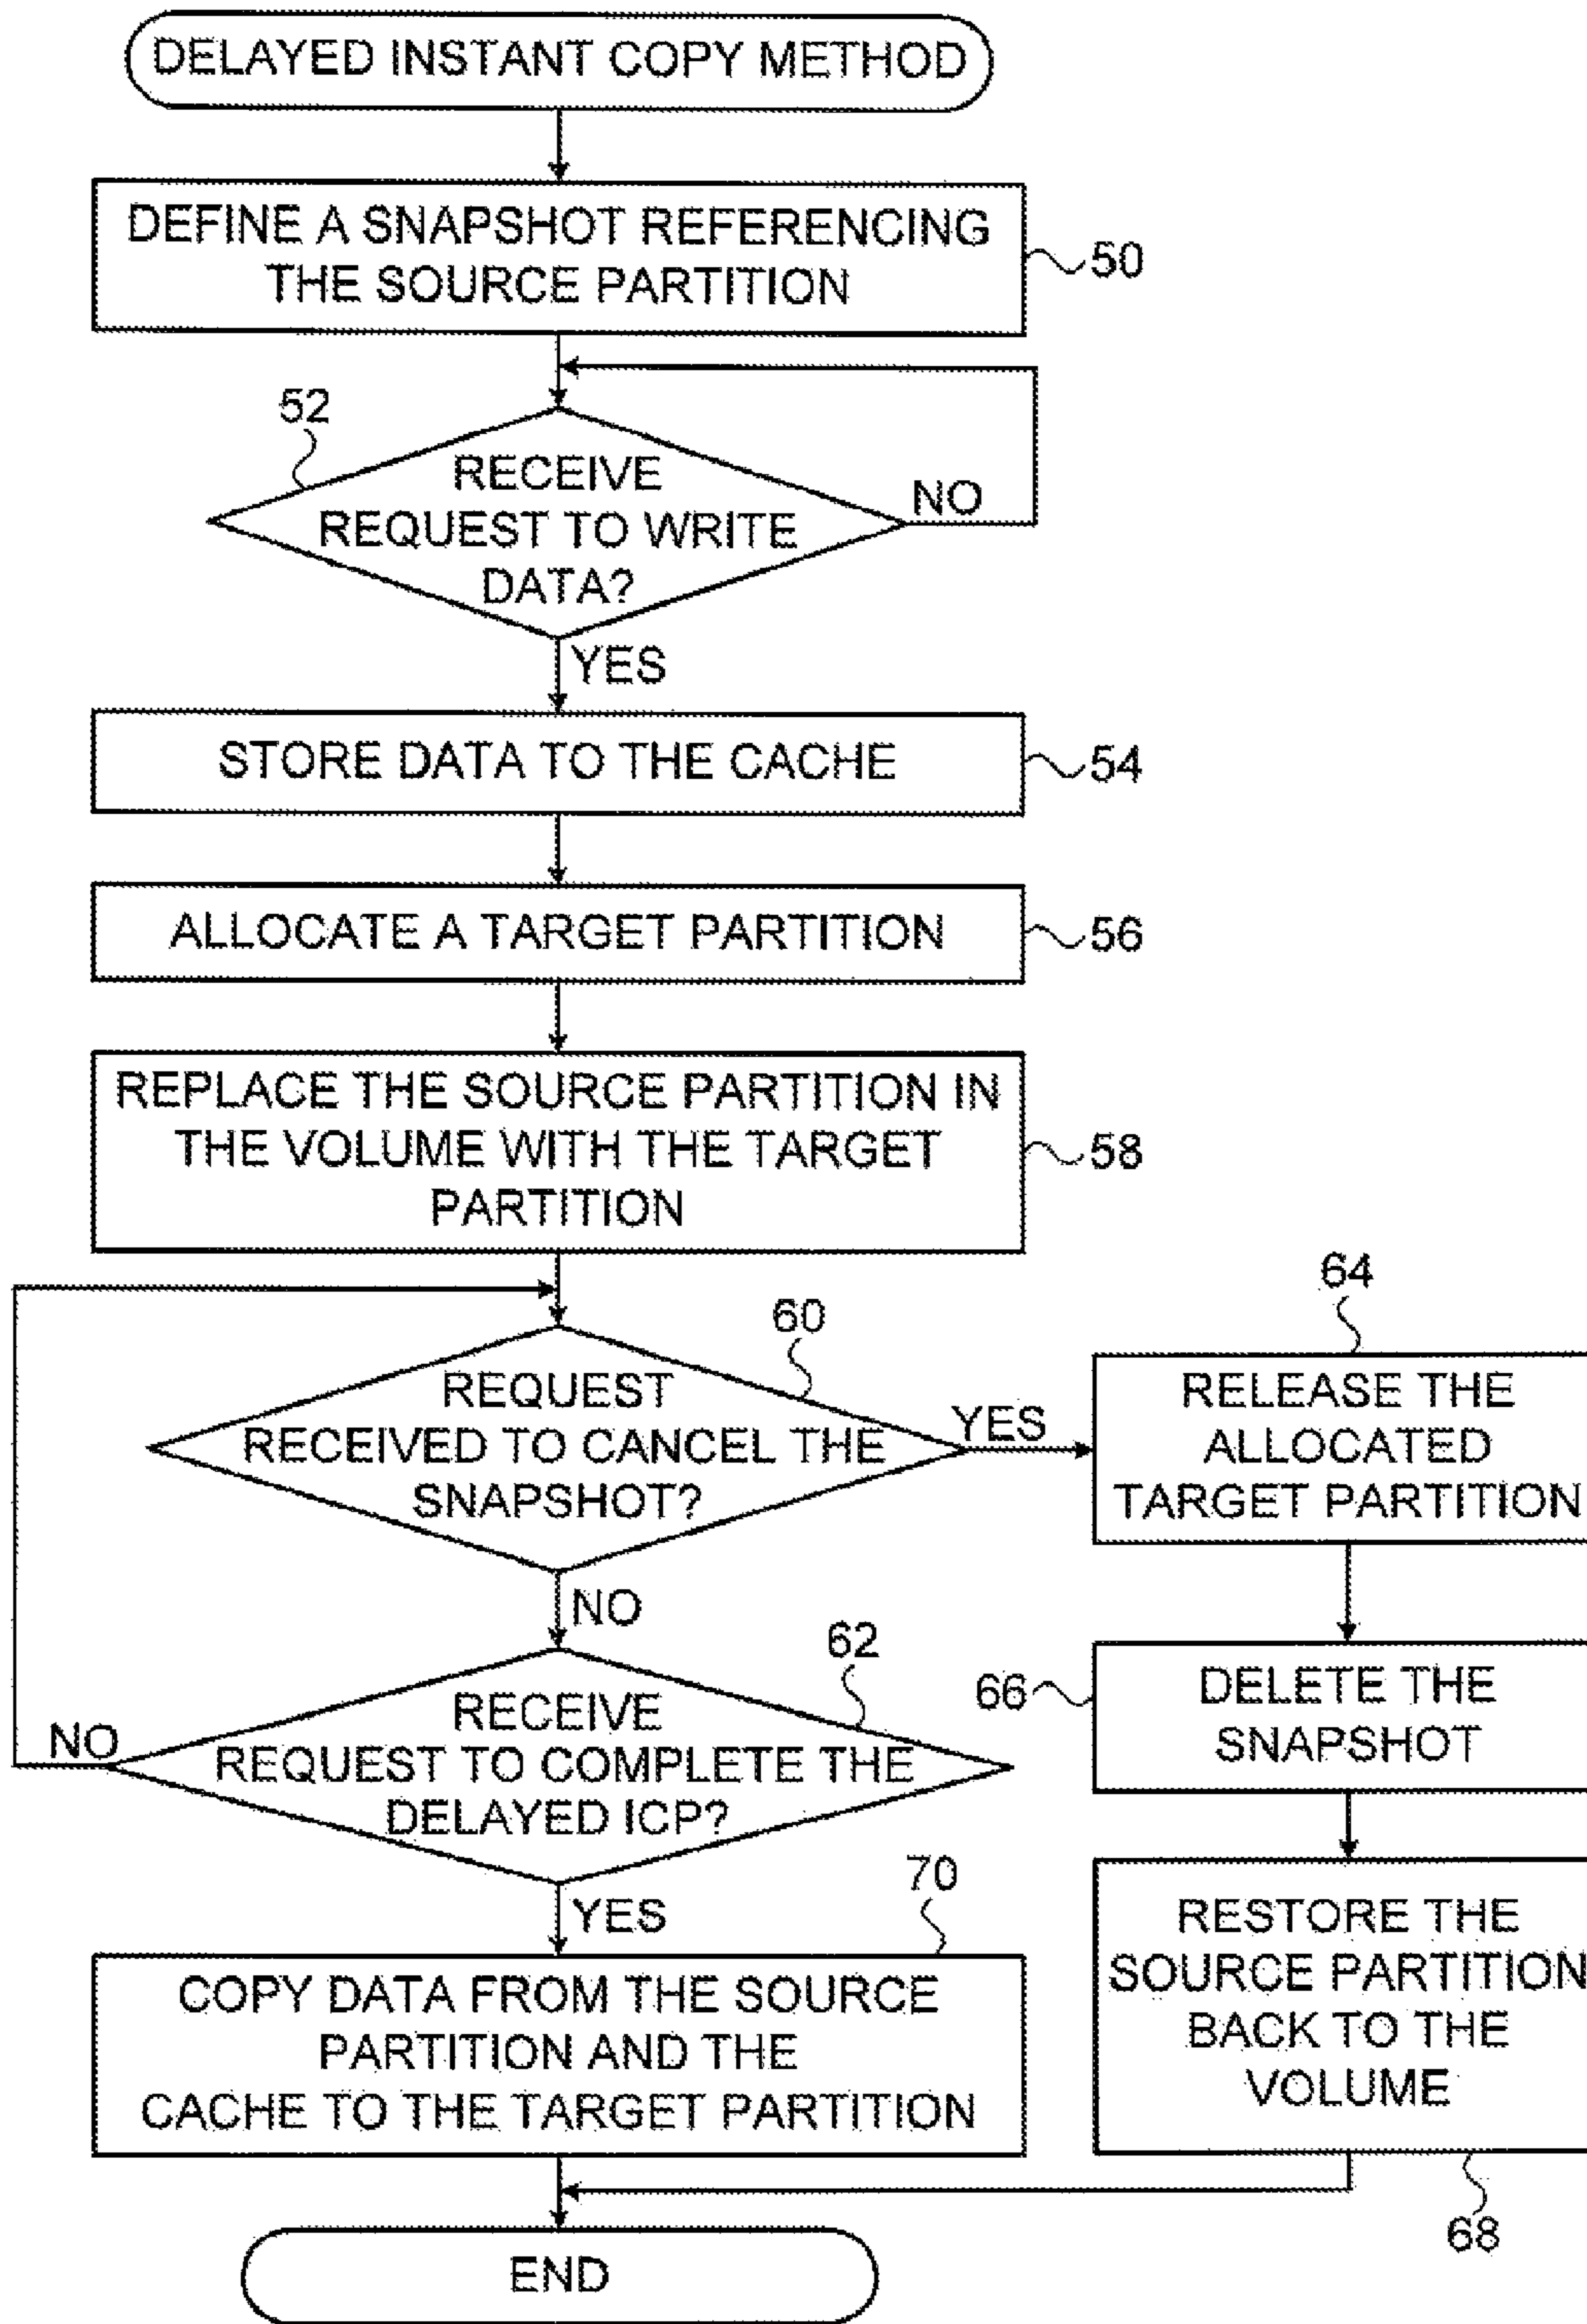 DELAYED INSTANT COPY METHOD
DEFINE A SNAPSHOT REFERENCING
THE SOURCE PARTITION
50
52
RECEIVE
REQUEST TO WRITE
DATA?
NO
YES
STORE DATA TO THE CACHE
54
ALLOCATE A TARGET PARTITION
56
REPLACE THE SOURCE PARTITION IN
THE VOLUME WITH THE TARGET
PARTITION
58
60
REQUEST
RECEIVED TO CANCEL THE
SNAPSHOT?
YES
NO
64
RELEASE THE
ALLOCATED
TARGET PARTITION
62
RECEIVE
REQUEST TO COMPLETE THE
DELAYED ICP?
NO
YES
66
DELETE THE
SNAPSHOT
70
COPY DATA FROM THE SOURCE
PARTITION AND THE
CACHE TO THE TARGET PARTITION
RESTORE THE
SOURCE PARTITION
BACK TO THE
VOLUME
68
END